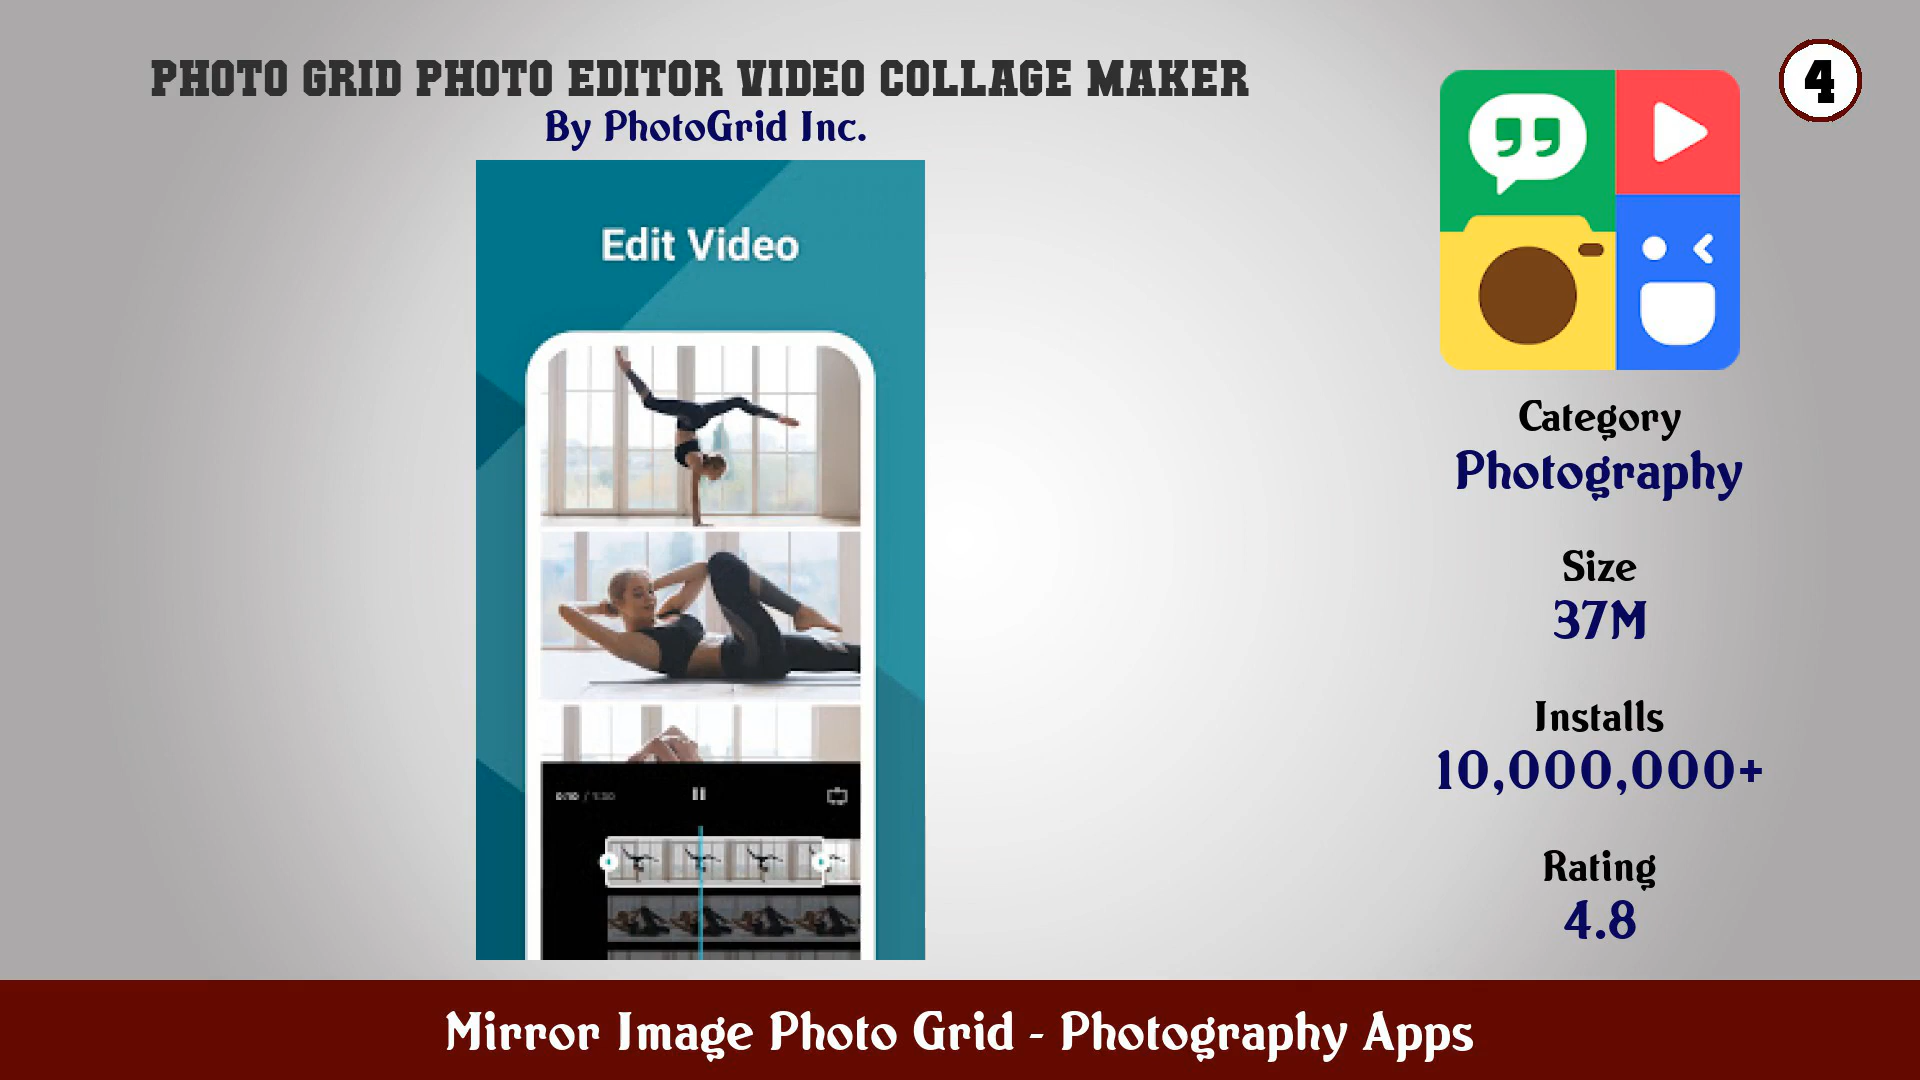 PHOTO GRID PHOTO EDITOR VIDEO COLLAGE MAKER
By PhotoGrid Inc.
4
Edit Video
Category
Photography
Size
37M
Installs
10,000,000+
Rating
4.8
Mirror Image Photo Grid - Photography Apps